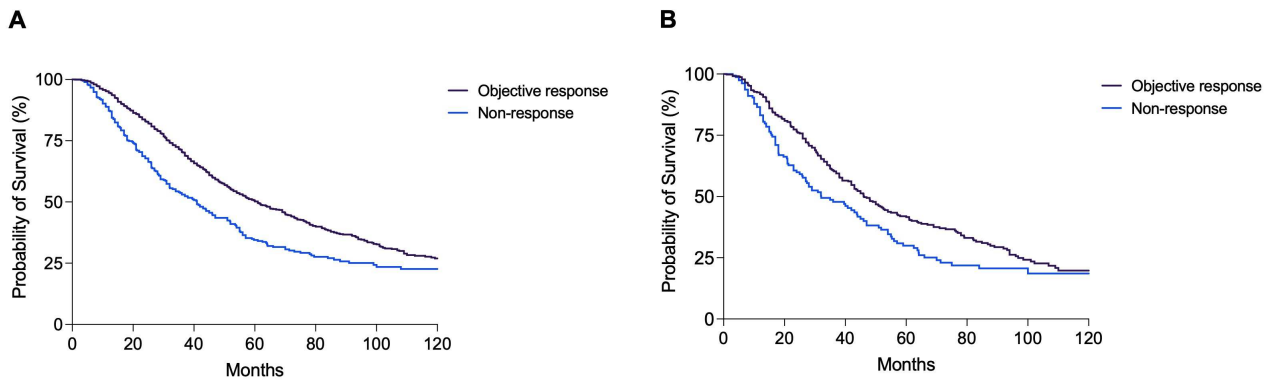 A
100
75
50
25
0
Probability of Survival (%)
0 20 40 60 80 100 120
Months
Objective response
Non-response
B
100
75
50
25
0
Probability of Survival (%)
0 20 40 60 80 100 120
Months
Objective response
Non-response